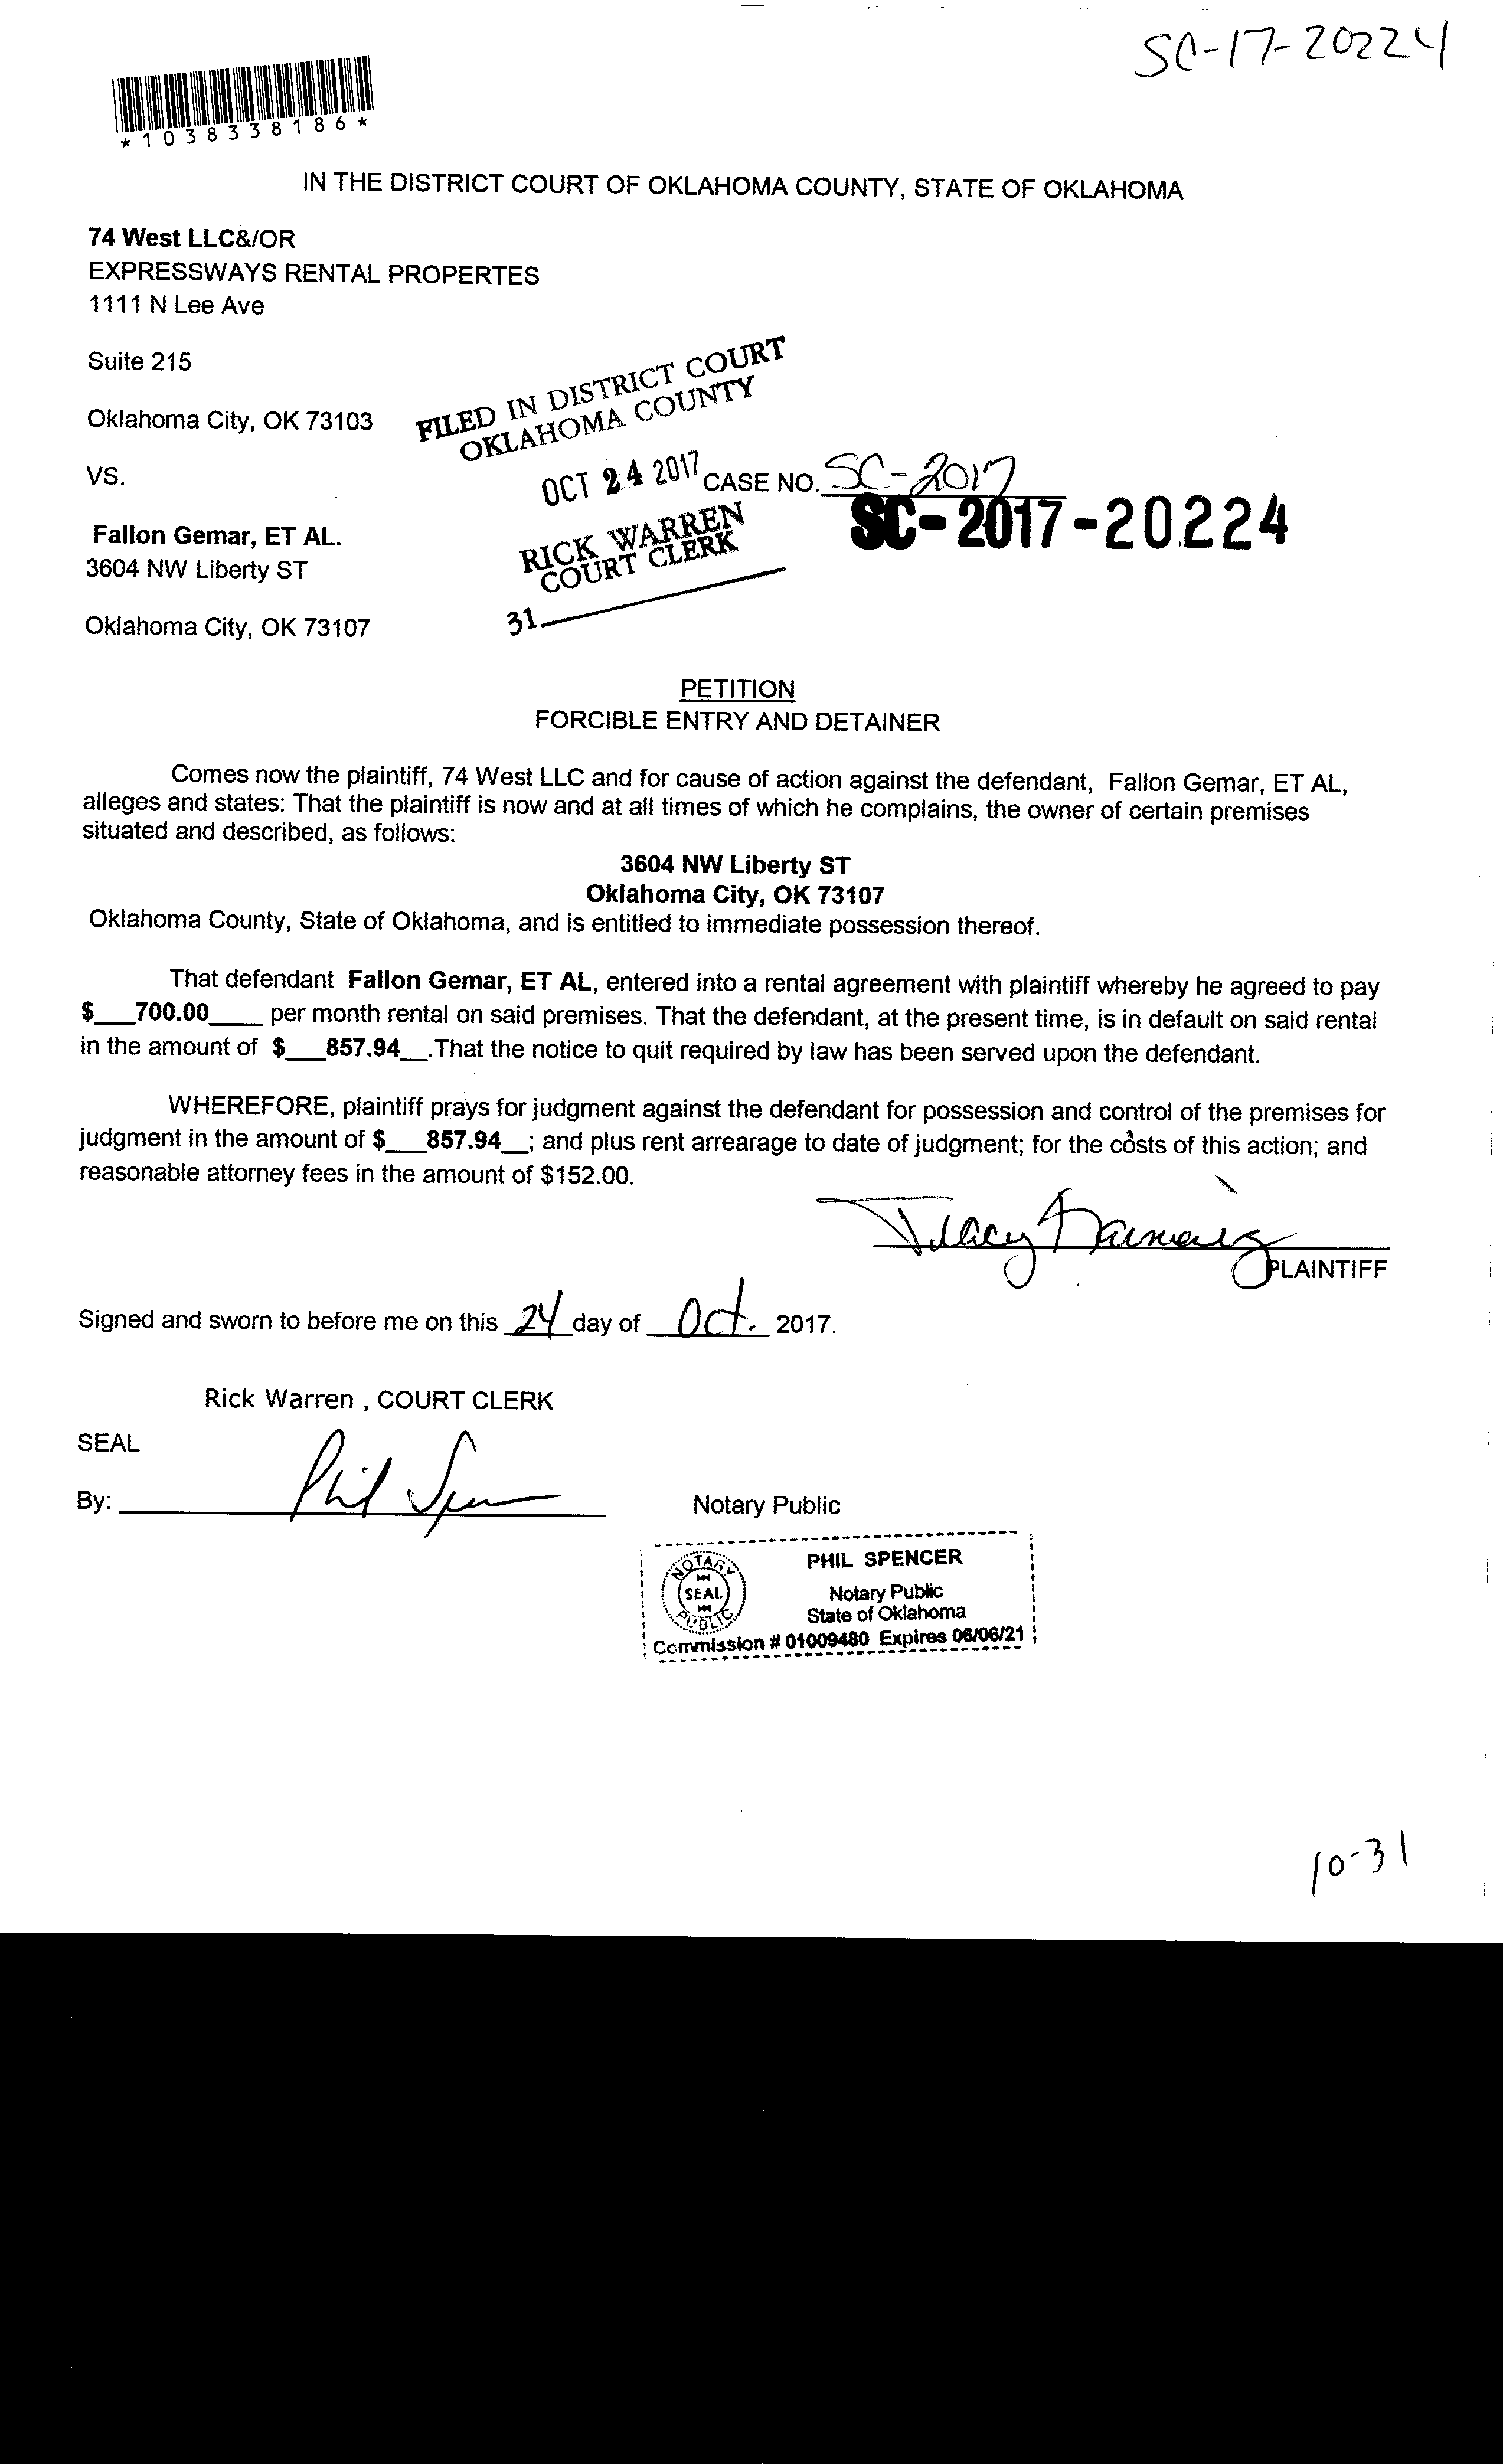 SC-17-20224
*1038338186*
IN THE DISTRICT COURT OF OKLAHOMA COUNTY, STATE OF OKLAHOMA
74 West LLC&/OR
EXPRESSWAYS RENTAL PROPERTES
1111 N Lee Ave
Suite 215
Oklahoma City, OK 73103
FILED IN DISTRICT COURT
OKLAHOMA COUNTY
OCT 24 2017
VS.
CASE NO. SC-2017
SC-2017-20224
Fallon Gemar, ET AL.
3604 NW Liberty ST
RICK WARREN
COURT CLERK
Oklahoma City, OK 73107
31
PETITION
FORCIBLE ENTRY AND DETAINER
Comes now the plaintiff, 74 West LLC and for cause of action against the defendant, Fallon Gemar, ET AL,
alleges and states: That the plaintiff is now and at all times of which he complains, the owner of certain premises
situated and described, as follows:
3604 NW Liberty ST
Oklahoma City, OK 73107
Oklahoma County, State of Oklahoma, and is entitled to immediate possession thereof.
That defendant Fallon Gemar, ET AL, entered into a rental agreement with plaintiff whereby he agreed to pay
$___700.00____ per month rental on said premises. That the defendant, at the present time, is in default on said rental
in the amount of $___857.94__.That the notice to quit required by law has been served upon the defendant.
WHEREFORE, plaintiff prays for judgment against the defendant for possession and control of the premises for
judgment in the amount of $___857.94__; and plus rent arrearage to date of judgment; for the costs of this action; and
reasonable attorney fees in the amount of $152.00.
Tracy
PLAINTIFF
Signed and sworn to before me on this 24 day of Oct. 2017.
Rick Warren , COURT CLERK
SEAL
By: Phil Spencer
Notary Public
NOTARY
SEAL
PUBLIC
PHIL SPENCER
Notary Public
State of Oklahoma
Commission # 01009480 Expires 06/06/21
10-31